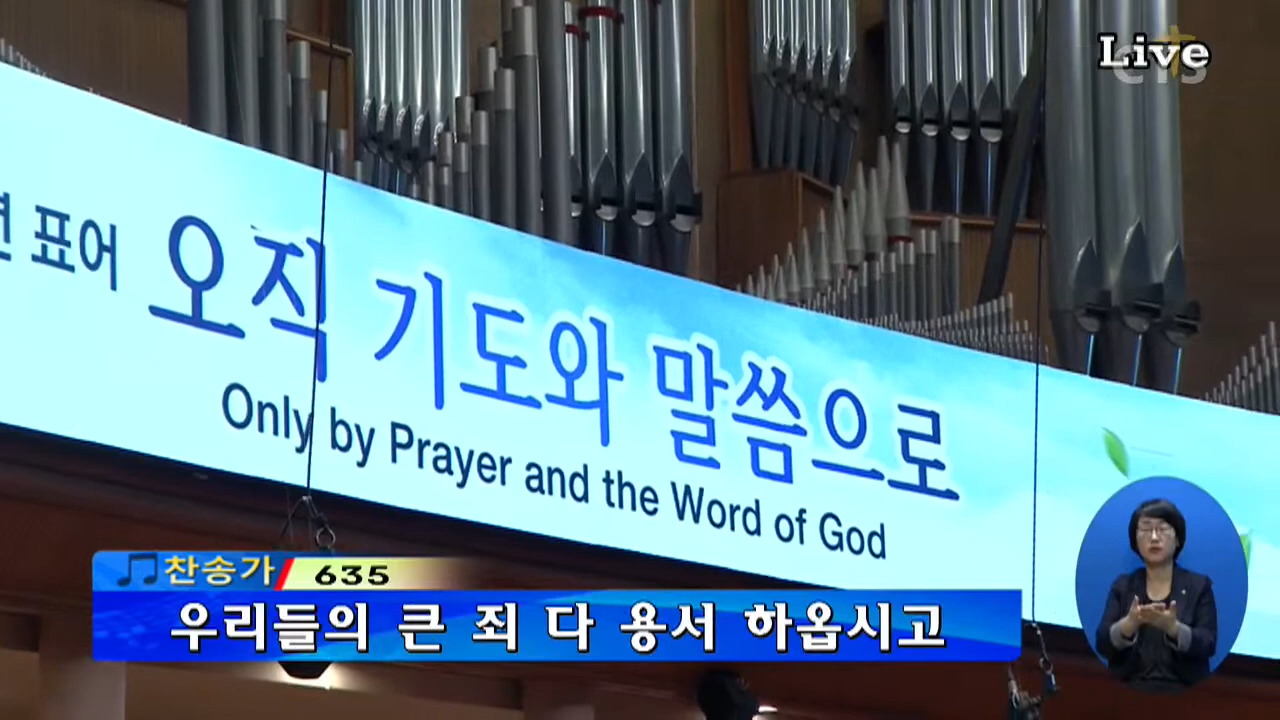 Live
CTS
표어 오직 기도와 말씀으로
Only by Prayer and the Word of God
찬송가 635
우리들의 큰 죄 다 용서 하옵시고